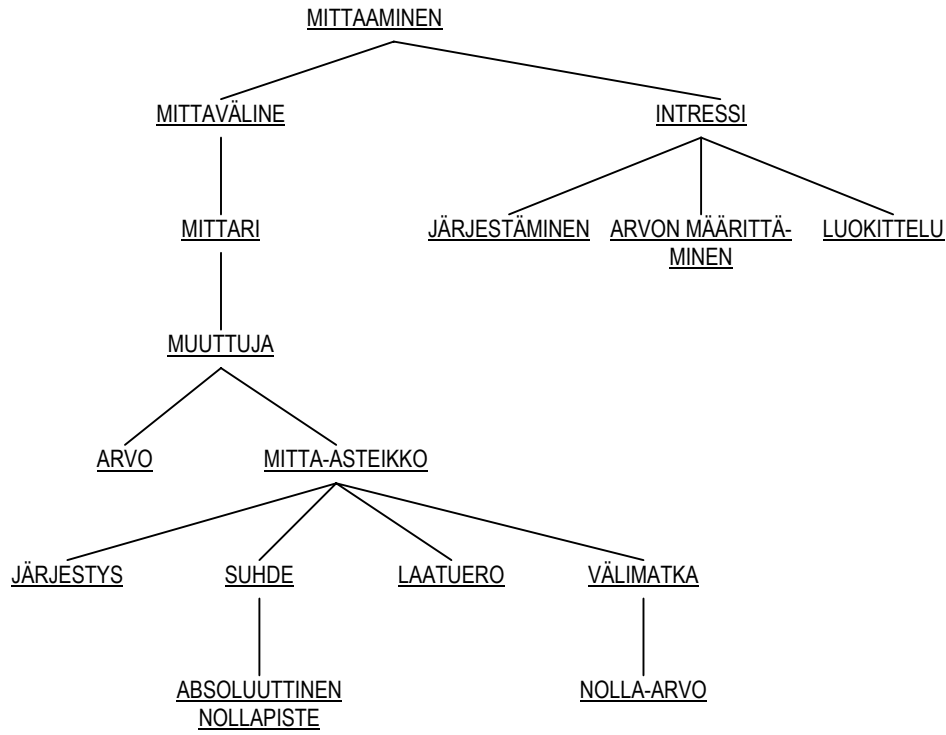 MITTAAMINEN
MITTAVÄLINE
INTRESSI
MITTARI
JÄRJESTÄMINEN
ARVON MÄÄRITTÄ-
MINEN
LUOKITTELU
MUUTTUJA
ARVO
MITTA-ASTEIKKO
JÄRJESTYS
SUHDE
LAATUERO
VÄLIMATKA
ABSOLUUTTINEN
NOLLAPISTE
NOLLA-ARVO